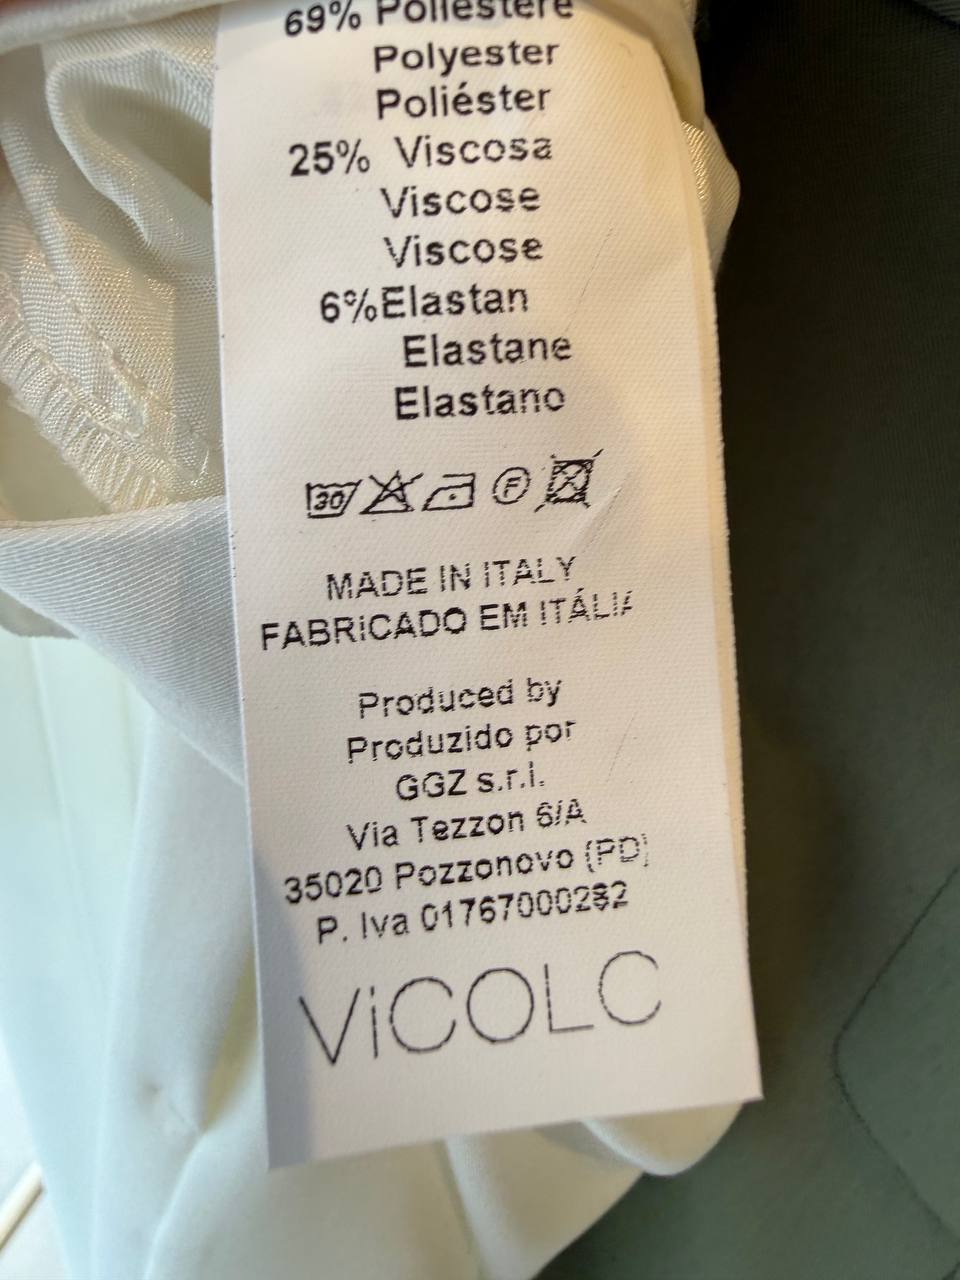 69% Poliestere
Polyester
Poliéster
25% Viscosa
Viscose
Viscose
6%Elastan
Elastane
Elastano
30 F
MADE IN ITALY
FABRiCADO EM ITÁLIA
Produced by
Produzido por
GGZ s.r.l.
Via Tezzon 6/A
35020 Pozzonovo (PD)
P. Iva 01767000282
ViCOLO